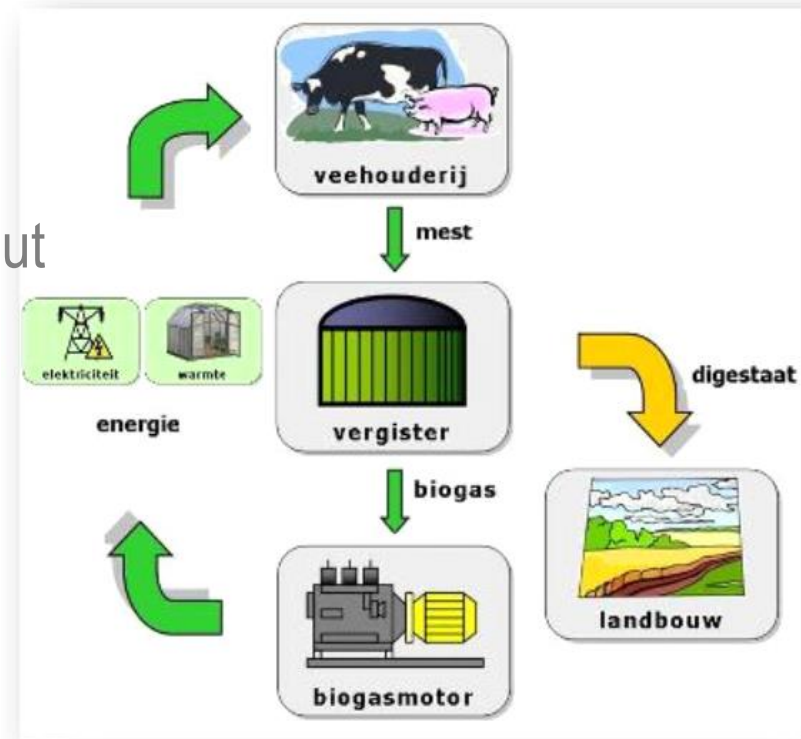 veehouderij
mest
ut
elektriciteit
warmte
energie
vergister
digestaat
biogas
landbouw
biogasmotor